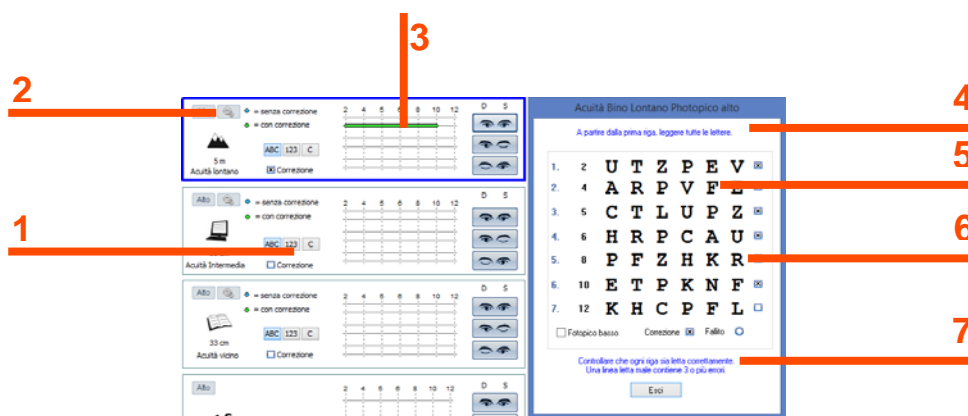 3
2
1
4
5
6
7
= senza correzione
= con correzione
2 4 5 6 8 10 12
D S
ABC 123 C
5 m
Acuità lontano
Correzione
Alto
= senza correzione
= con correzione
2 4 5 6 8 10 12
D S
ABC 123 C
Acuità Intermedia
Correzione
Alto
= senza correzione
= con correzione
2 4 5 6 8 10 12
D S
ABC 123 C
33 cm
Acuità vicino
Correzione
Alto
2 4 5 6 8 10 12
D S
Acuità Bino Lontano Photopico alto
A partire dalla prima riga, leggere tutte le lettere.
1. 2 U T Z P E V
2. 4 A R P V F
3. 5 C T L U P Z
4. 6 H R P C A U
5. 8 P F Z H K R
6. 10 E T P K N F
7. 12 K H C P F L
Fotopico basso Correzione Fallito
Controllare che ogni riga sia letta correttamente.
Una linea letta male contiene 3 o più errori.
Esci